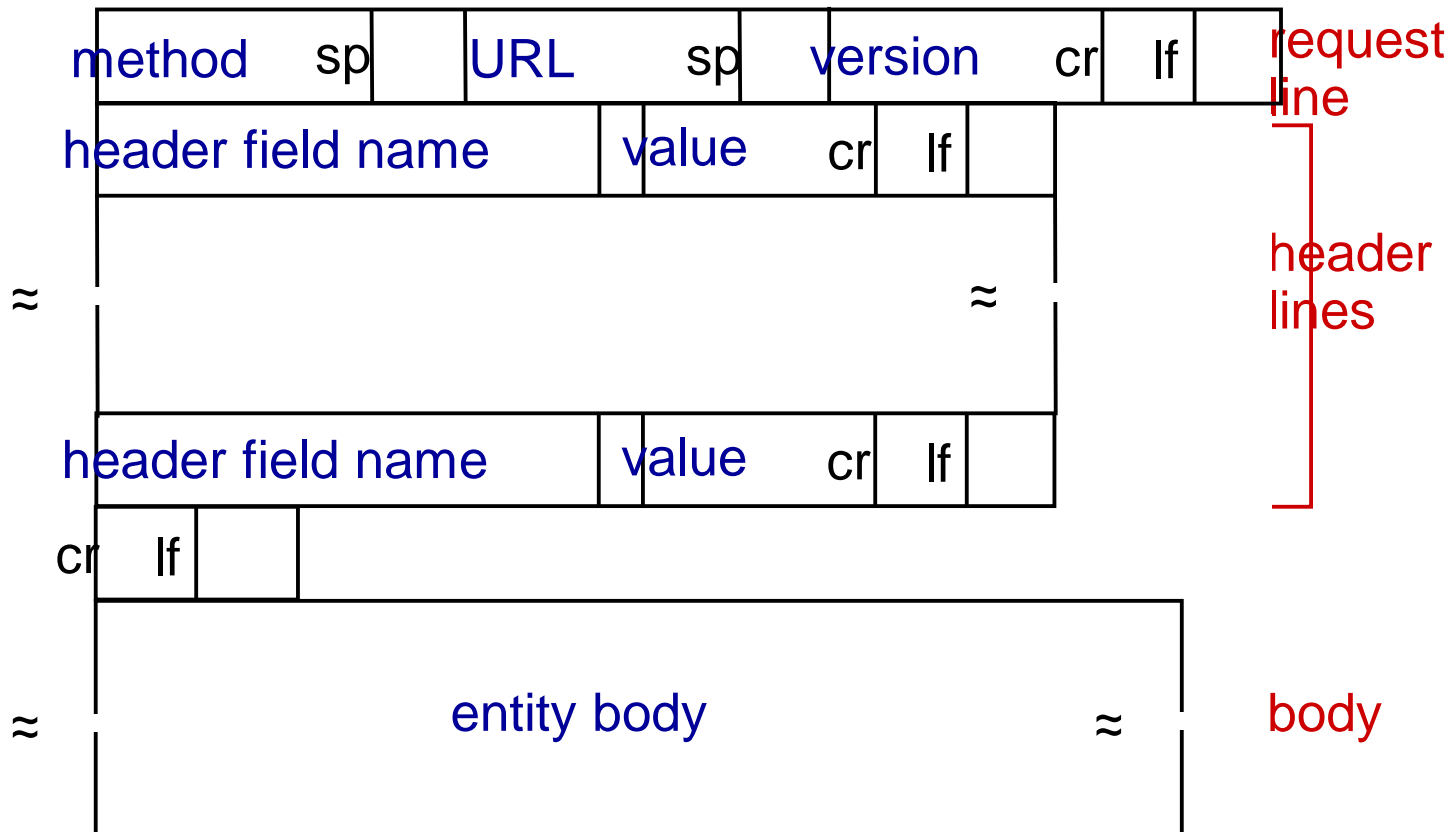 method sp URL sp version cr lf request
line
header field name value cr lf
header
lines
≈ ≈
header field name value cr lf
cr lf
≈ entity body ≈ body